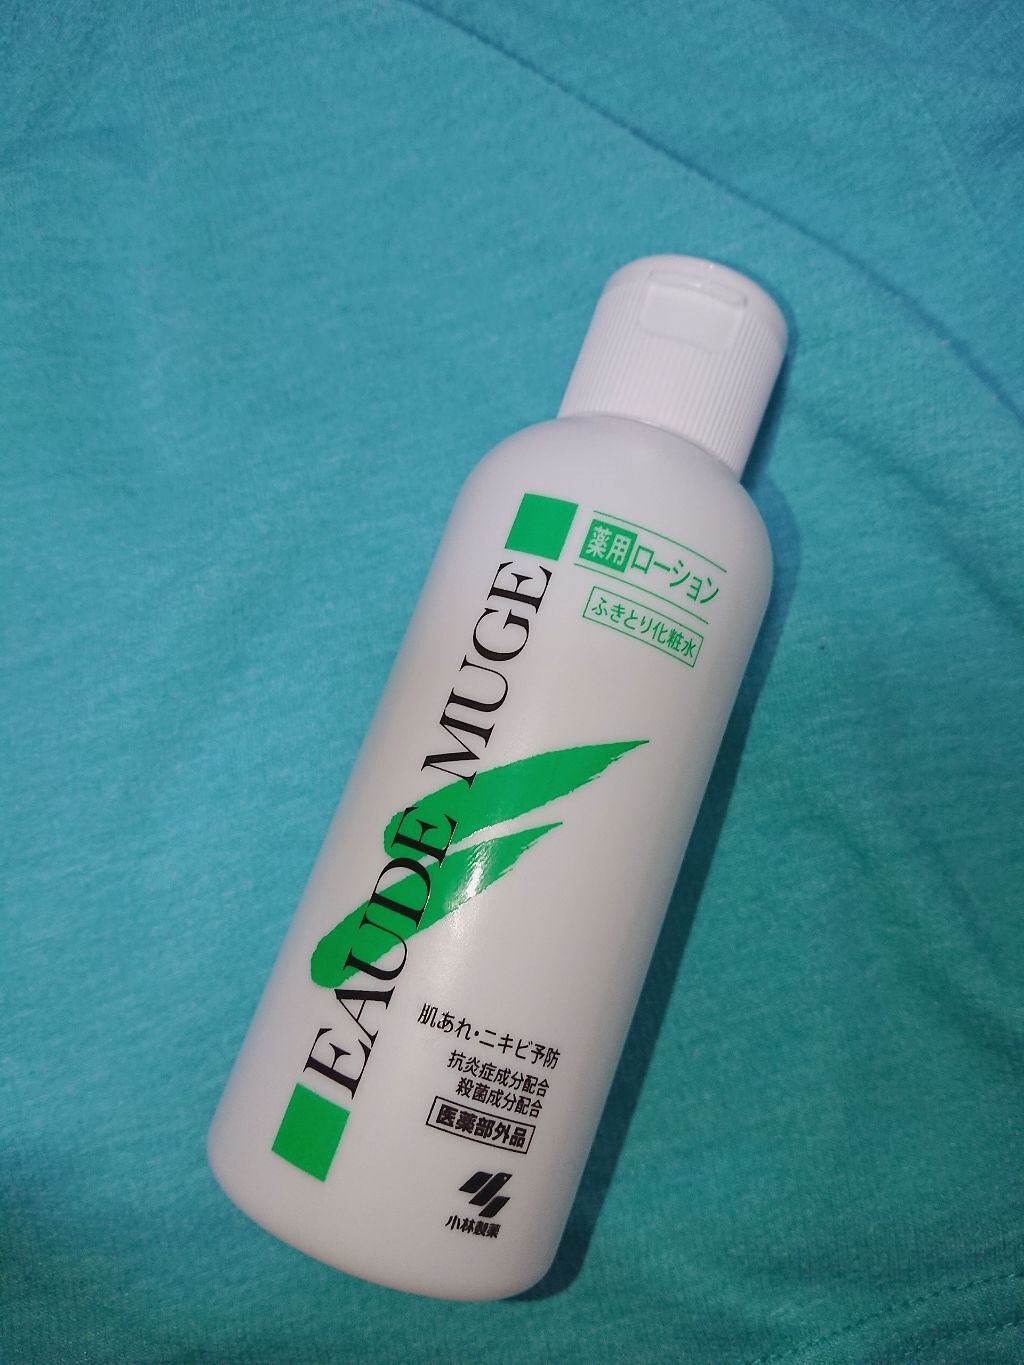 薬用ローション
ふきとり化粧水
EAUDE MUGE
肌あれ・ニキビ予防
抗炎症成分配合
殺菌成分配合
医薬部外品
小林製薬